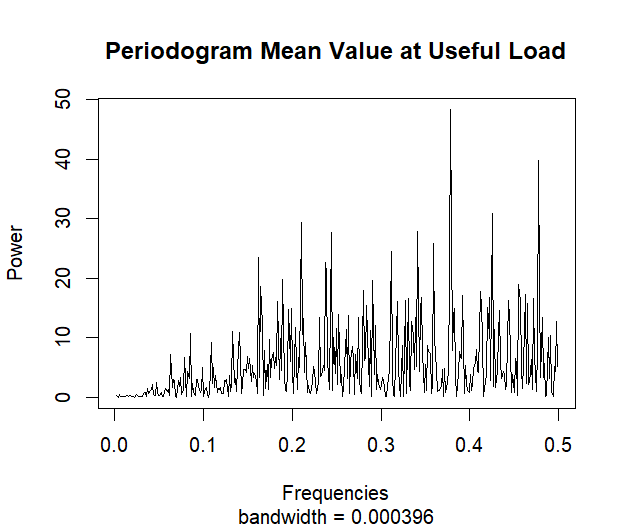 Periodogram Mean Value at Useful Load
Power
50
40
30
20
10
0
0.0 0.1 0.2 0.3 0.4 0.5
Frequencies
bandwidth = 0.000396